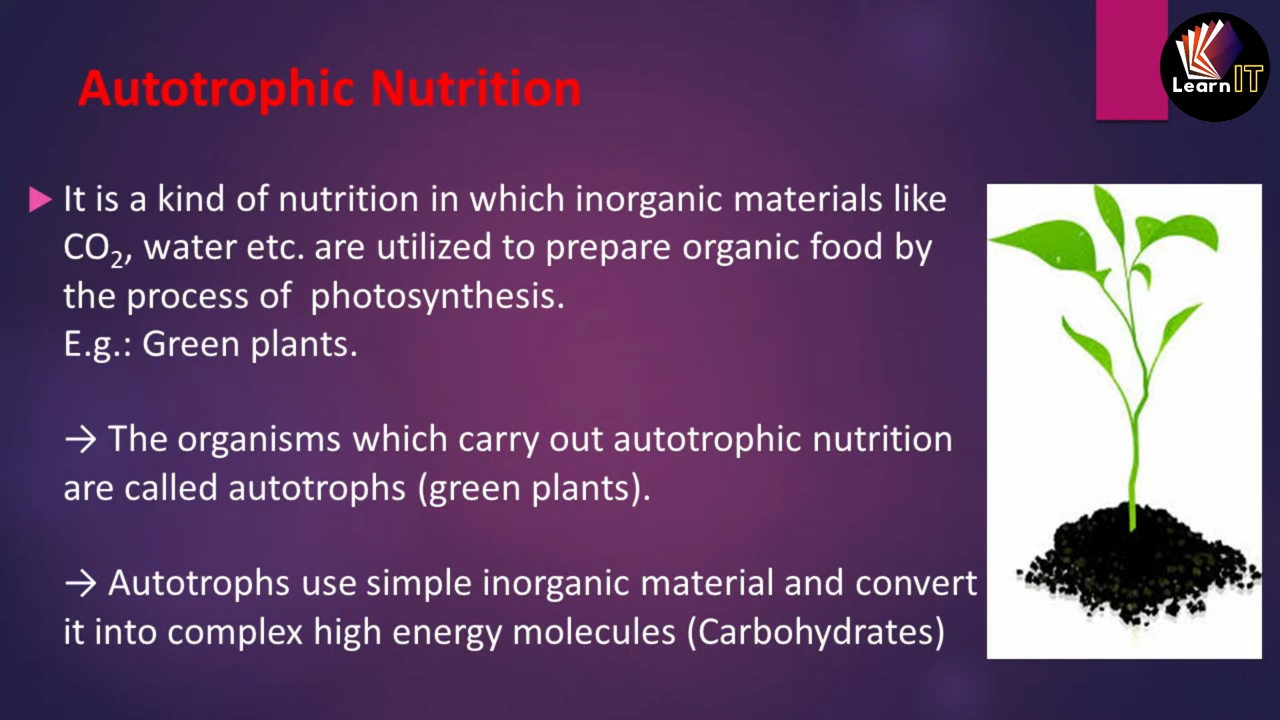 Autotrophic Nutrition
Learn IT
It is a kind of nutrition in which inorganic materials like
CO₂, water etc. are utilized to prepare organic food by
the process of photosynthesis.
E.g.: Green plants.
→ The organisms which carry out autotrophic nutrition
are called autotrophs (green plants).
→ Autotrophs use simple inorganic material and convert
it into complex high energy molecules (Carbohydrates)